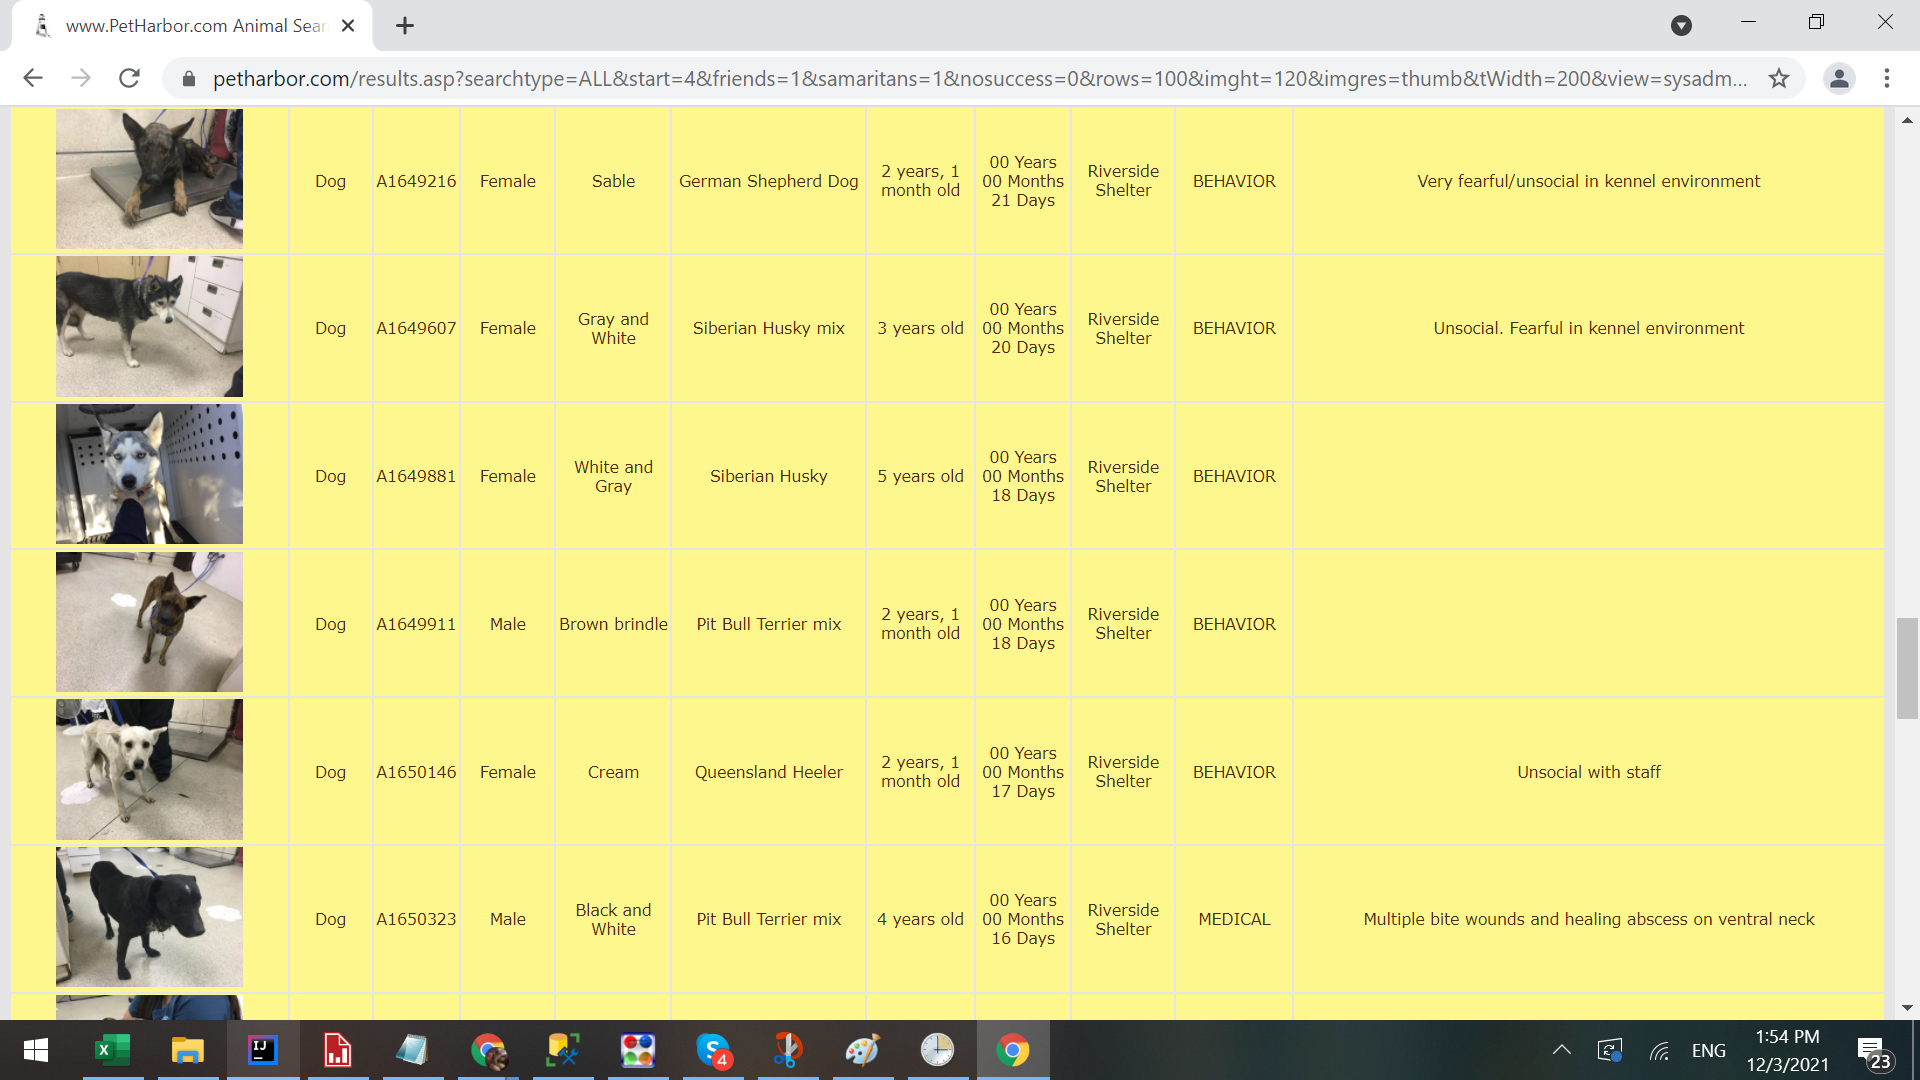 www.PetHarbor.com Animal Sear
petharbor.com/results.asp?searchtype=ALL&start=4&friends=1&samaritans=1&nosuccess=0&rows=100&imght=120&imgres=thumb&tWidth=200&view=sysadm...
Dog A1649216 Female Sable German Shepherd Dog 2 years, 1 month old 00 Years 00 Months 21 Days Riverside Shelter BEHAVIOR Very fearful/unsocial in kennel environment
Dog A1649607 Female Gray and White Siberian Husky mix 3 years old 00 Years 00 Months 20 Days Riverside Shelter BEHAVIOR Unsocial. Fearful in kennel environment
Dog A1649881 Female White and Gray Siberian Husky 5 years old 00 Years 00 Months 18 Days Riverside Shelter BEHAVIOR
Dog A1649911 Male Brown brindle Pit Bull Terrier mix 2 years, 1 month old 00 Years 00 Months 18 Days Riverside Shelter BEHAVIOR
Dog A1650146 Female Cream Queensland Heeler 2 years, 1 month old 00 Years 00 Months 17 Days Riverside Shelter BEHAVIOR Unsocial with staff
Dog A1650323 Male Black and White Pit Bull Terrier mix 4 years old 00 Years 00 Months 16 Days Riverside Shelter MEDICAL Multiple bite wounds and healing abscess on ventral neck
X IJ S 4 ENG 1:54 PM 23
12/3/2021